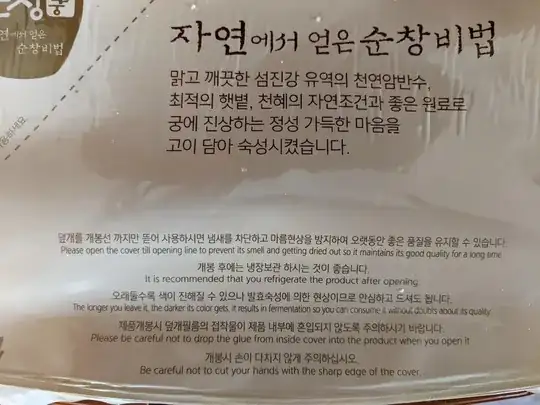 창궁
연에서 얻은
순창비법
자연에서 얻은 순창비법
맑고 깨끗한 섬진강 유역의 천연암반수,
최적의 햇볕, 천혜의 자연조건과 좋은 원료로
궁에 진상하는 정성 가득한 마음을
고이 담아 숙성시켰습니다.
덮개를 개봉선 까지만 뜯어 사용하시면 냄새를 차단하고 마름현상을 방지하여 오랫동안 좋은 품질을 유지할 수 있습니다.
Please open the cover till opening line to prevent its smell and getting dried out so it maintains its good quality for a long time.
개봉 후에는 냉장보관 하시는 것이 좋습니다.
It is recommended that you refrigerate the product after opening.
오래둘수록 색이 진해질 수 있으나 발효숙성에 의한 현상이므로 안심하고 드셔도 됩니다.
The longer you leave it, the darker its color gets. it results in fermentation so you can consume it without doubts about its quality.
제품개봉시 덮개필름의 접착물이 제품 내부에 혼입되지 않도록 주의하시기 바랍니다.
Please be careful not to drop the glue from inside cover into the product when you open it
개봉시 손이 다치지 않게 주의하십시오.
Be careful not to cut your hands with the sharp edge of the cover.